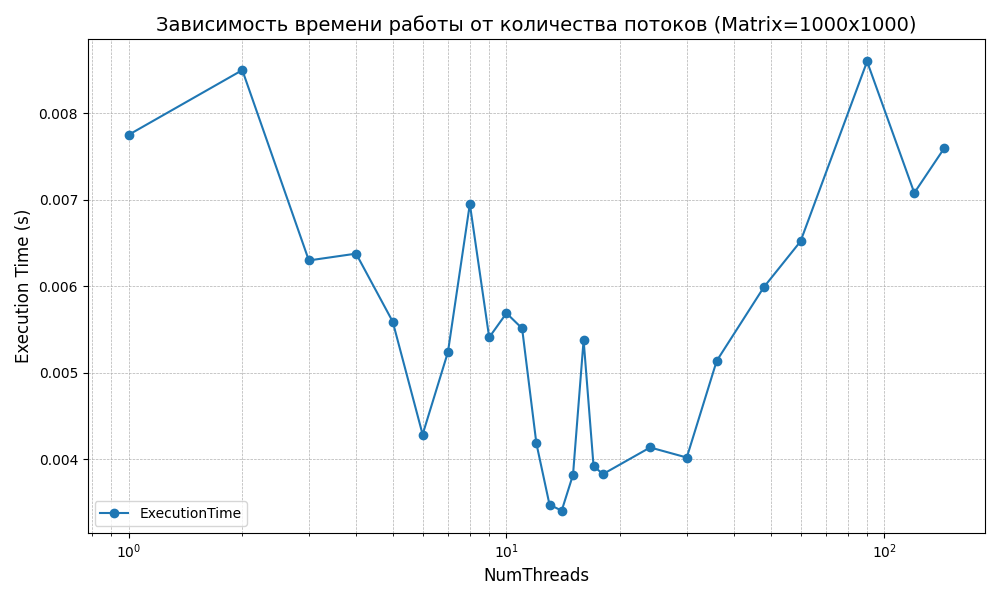 Зависимость времени работы от количества потоков (Matrix=1000x1000)
Execution Time (s)
0.008
0.007
0.006
0.005
0.004
ExecutionTime
10⁰
10¹
10²
NumThreads